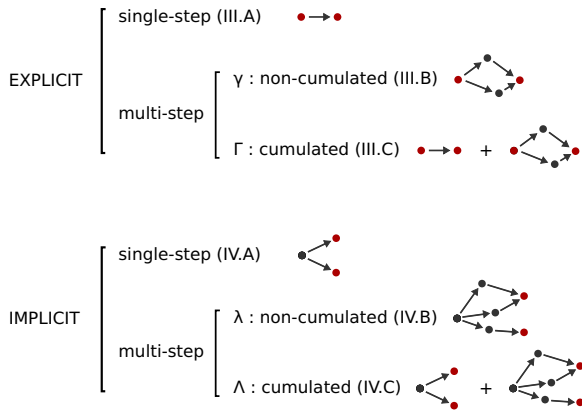 single-step (III.A)
EXPLICIT
γ : non-cumulated (III.B)
multi-step
Γ : cumulated (III.C)
+
single-step (IV.A)
IMPLICIT
λ : non-cumulated (IV.B)
multi-step
Λ : cumulated (IV.C)
+